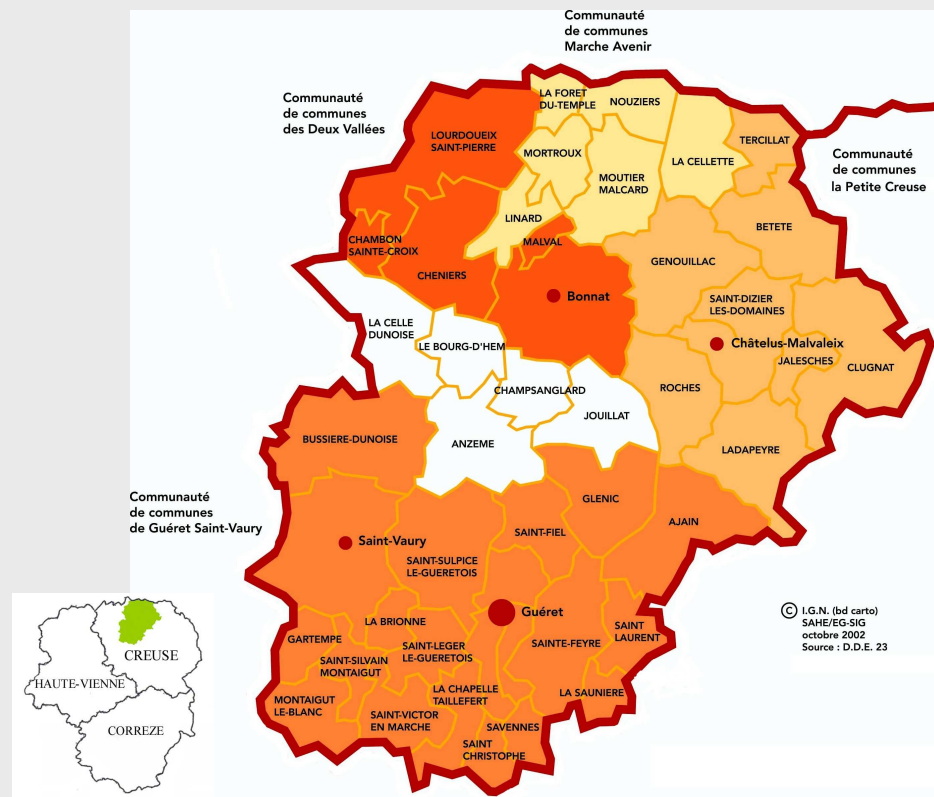 Communauté
de communes
Marche Avenir
Communauté
de communes
des Deux Vallées
Communauté
de communes
la Petite Creuse
LA FORET
DU-TEMPLE
NOUZIERS
LOURDOUEIX
SAINT-PIERRE
TERCILLAT
MORTROUX
LA CELLETTE
MOUTIER
MALCARD
LINARD
BETETE
CHAMBON
SAINTE-CROIX
MALVAL
GENOUILLAC
CHENIERS
Bonnat
SAINT-DIZIER
LES-DOMAINES
LA CELLE
DUNOISE
LE BOURG-D'HEM
Châtelus-Malvaleix
JALESCHES
CLUGNAT
CHAMPSANGLARD
ROCHES
JOUILLAT
BUSSIERE-DUNOISE
ANZEME
LADAPEYRE
Communauté
de communes
de Guéret Saint-Vaury
GLENIC
AJAIN
Saint-Vaury
SAINT-FIEL
SAINT-SULPICE
LE-GUERETOIS
Guéret
LA BRIONNE
GARTEMPE
SAINT-LEGER
LE-GUERETOIS
SAINTE-FEYRE
SAINT
LAURENT
SAINT-SILVAIN
MONTAIGUT
LA CHAPELLE
TAILLEFERT
LA SAUNIERE
MONTAIGUT
LE-BLANC
SAINT-VICTOR
EN MARCHE
SAVENNES
SAINT
CHRISTOPHE
© I.G.N. (bd carto)
SAHE/EG-SIG
octobre 2002
Source : D.D.E. 23
CREUSE
HAUTE-VIENNE
CORREZE